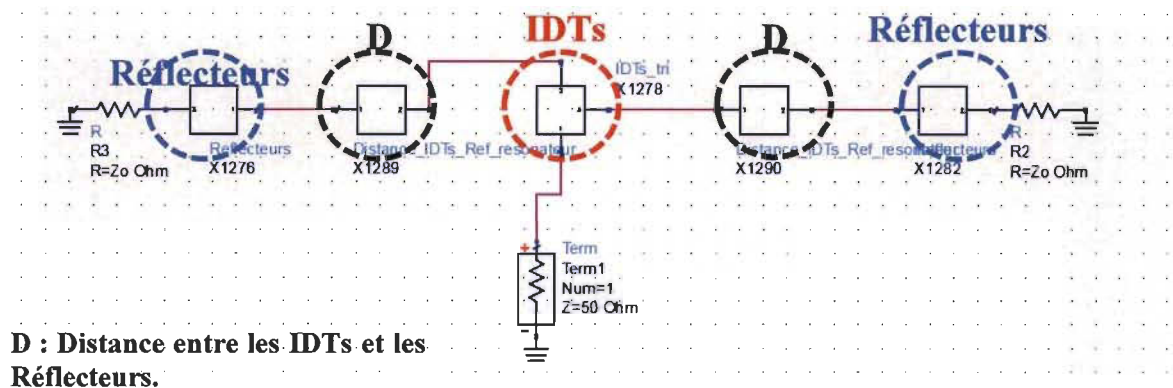 D
IDTs
D
Réflecteurs
Réflecteurs
IDTs_tri
X1278
R
R3
R=Zo Ohm
Reflecteurs
X1276
Distance_IDTs_Ref_resonateur
X1289
X1290
X1282
R
R2
R=Zo Ohm
Term
Term1
Num=1
Z=50 Ohm
D : Distance entre les IDTs et les
Réflecteurs.